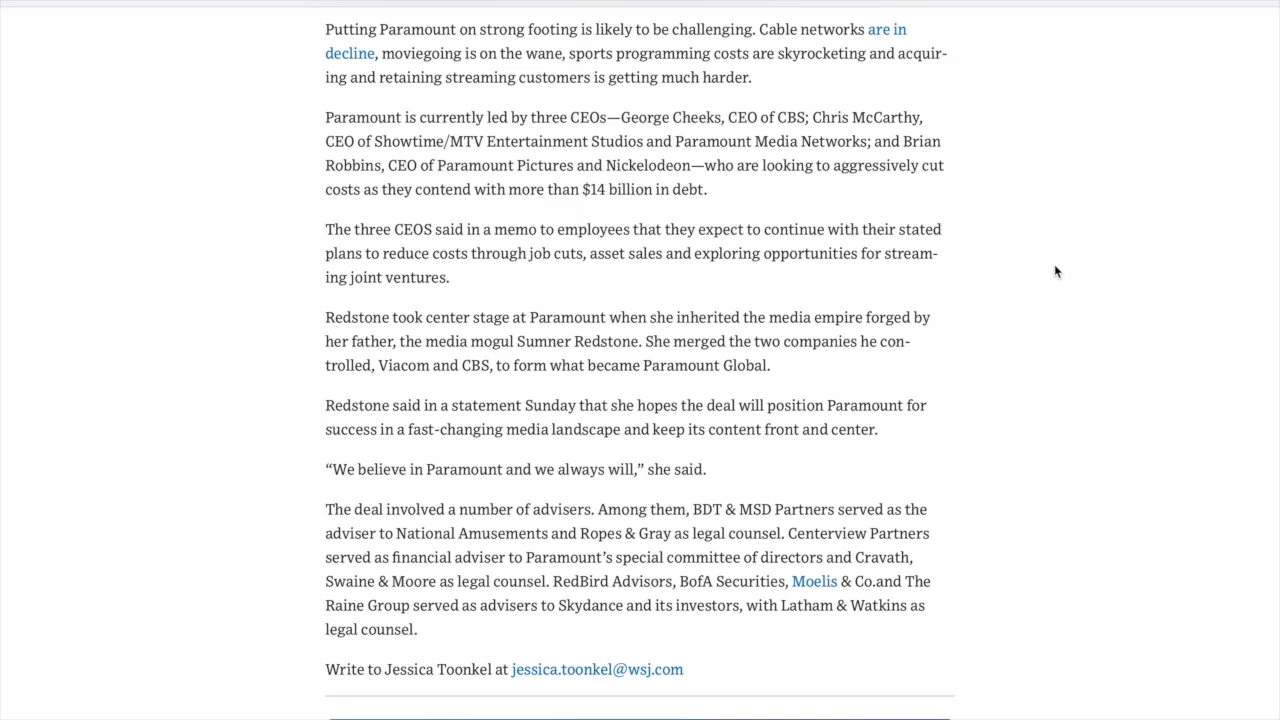 Putting Paramount on strong footing is likely to be challenging. Cable networks are in
decline, moviegoing is on the wane, sports programming costs are skyrocketing and acquir-
ing and retaining streaming customers is getting much harder.
Paramount is currently led by three CEOs—George Cheeks, CEO of CBS; Chris McCarthy,
CEO of Showtime/MTV Entertainment Studios and Paramount Media Networks; and Brian
Robbins, CEO of Paramount Pictures and Nickelodeon—who are looking to aggressively cut
costs as they contend with more than $14 billion in debt.
The three CEOS said in a memo to employees that they expect to continue with their stated
plans to reduce costs through job cuts, asset sales and exploring opportunities for stream-
ing joint ventures.
Redstone took center stage at Paramount when she inherited the media empire forged by
her father, the media mogul Sumner Redstone. She merged the two companies he con-
trolled, Viacom and CBS, to form what became Paramount Global.
Redstone said in a statement Sunday that she hopes the deal will position Paramount for
success in a fast-changing media landscape and keep its content front and center.
“We believe in Paramount and we always will,” she said.
The deal involved a number of advisers. Among them, BDT & MSD Partners served as the
adviser to National Amusements and Ropes & Gray as legal counsel. Centerview Partners
served as financial adviser to Paramount’s special committee of directors and Cravath,
Swaine & Moore as legal counsel. RedBird Advisors, BofA Securities, Moelis & Co.and The
Raine Group served as advisers to Skydance and its investors, with Latham & Watkins as
legal counsel.
Write to Jessica Toonkel at jessica.toonkel@wsj.com